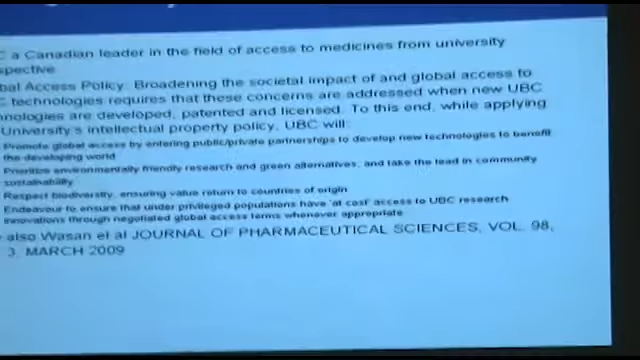 C a Canadian leader in the field of access to medicines from university
spective
bal Access Policy: Broadening the societal impact of and global access to
C technologies requires that these concerns are addressed when new UBC
hnologies are developed, patented and licensed. To this end, while applying
University's intellectual property policy, UBC will:
Promote global access by entering public/private partnerships to develop new technologies to benefit
the developing world
Prioritize environmentally friendly research and green alternatives, and take the lead in community
sustainability
Respect biodiversity, ensuring value return to countries of origin
Endeavour to ensure that under privileged populations have 'at cost' access to UBC research
innovations through negotiated global access terms whenever appropriate
also Wasan et al JOURNAL OF PHARMACEUTICAL SCIENCES, VOL. 98,
3, MARCH 2009